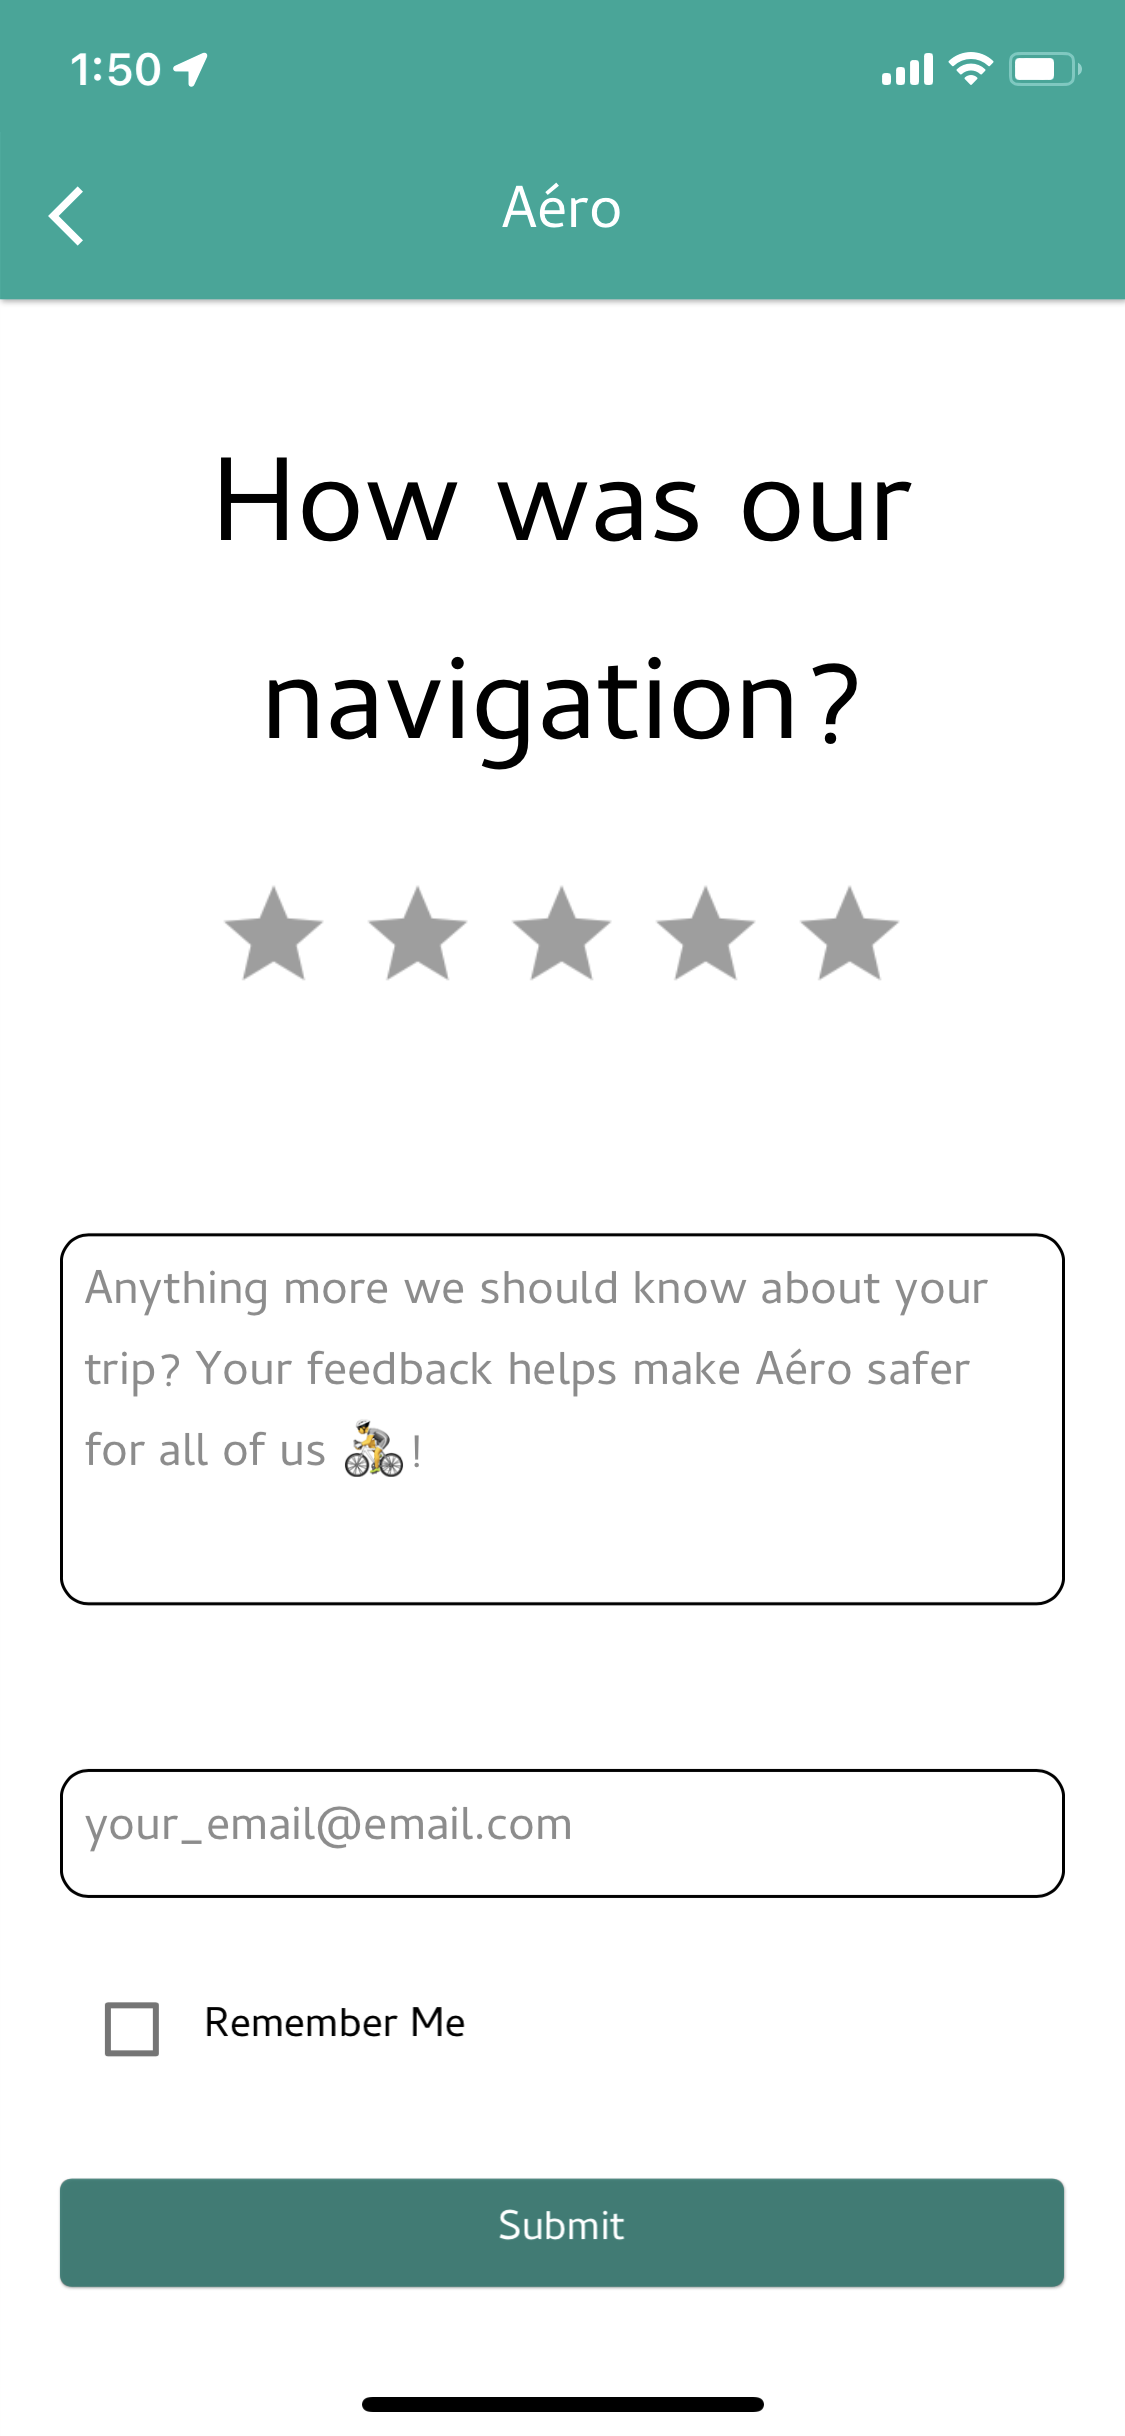 1:50
Aéro
How was our
navigation?
Anything more we should know about your
trip? Your feedback helps make Aéro safer
for all of us 🚴!
your_email@email.com
Remember Me
Submit